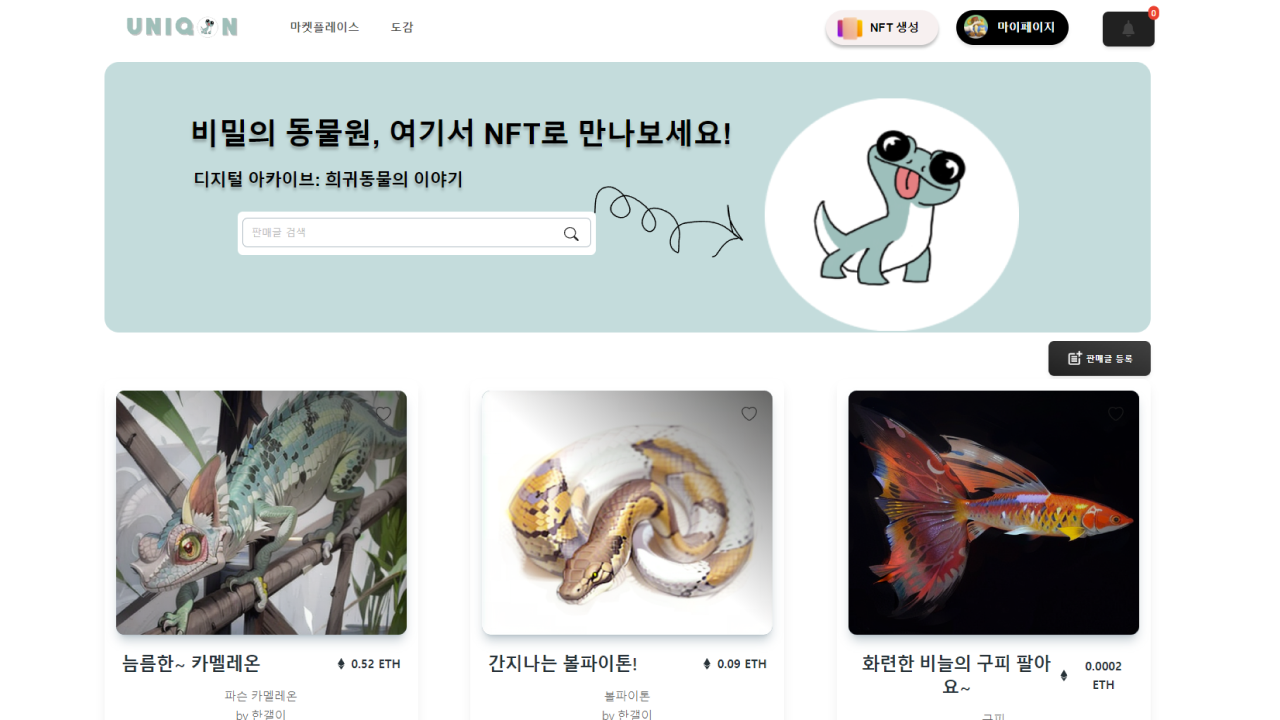 UNIQON
마켓플레이스
도감
NFT 생성
마이페이지
0
비밀의 동물원, 여기서 NFT로 만나보세요!
디지털 아카이브: 희귀동물의 이야기
판매글 검색
판매글 등록
늠름한~ 카멜레온
0.52 ETH
파슨 카멜레온
by 한갤이
간지나는 볼파이톤!
0.09 ETH
볼파이톤
by 한갤이
화련한 비늘의 구피 팔아
요~
0.0002
ETH
구피